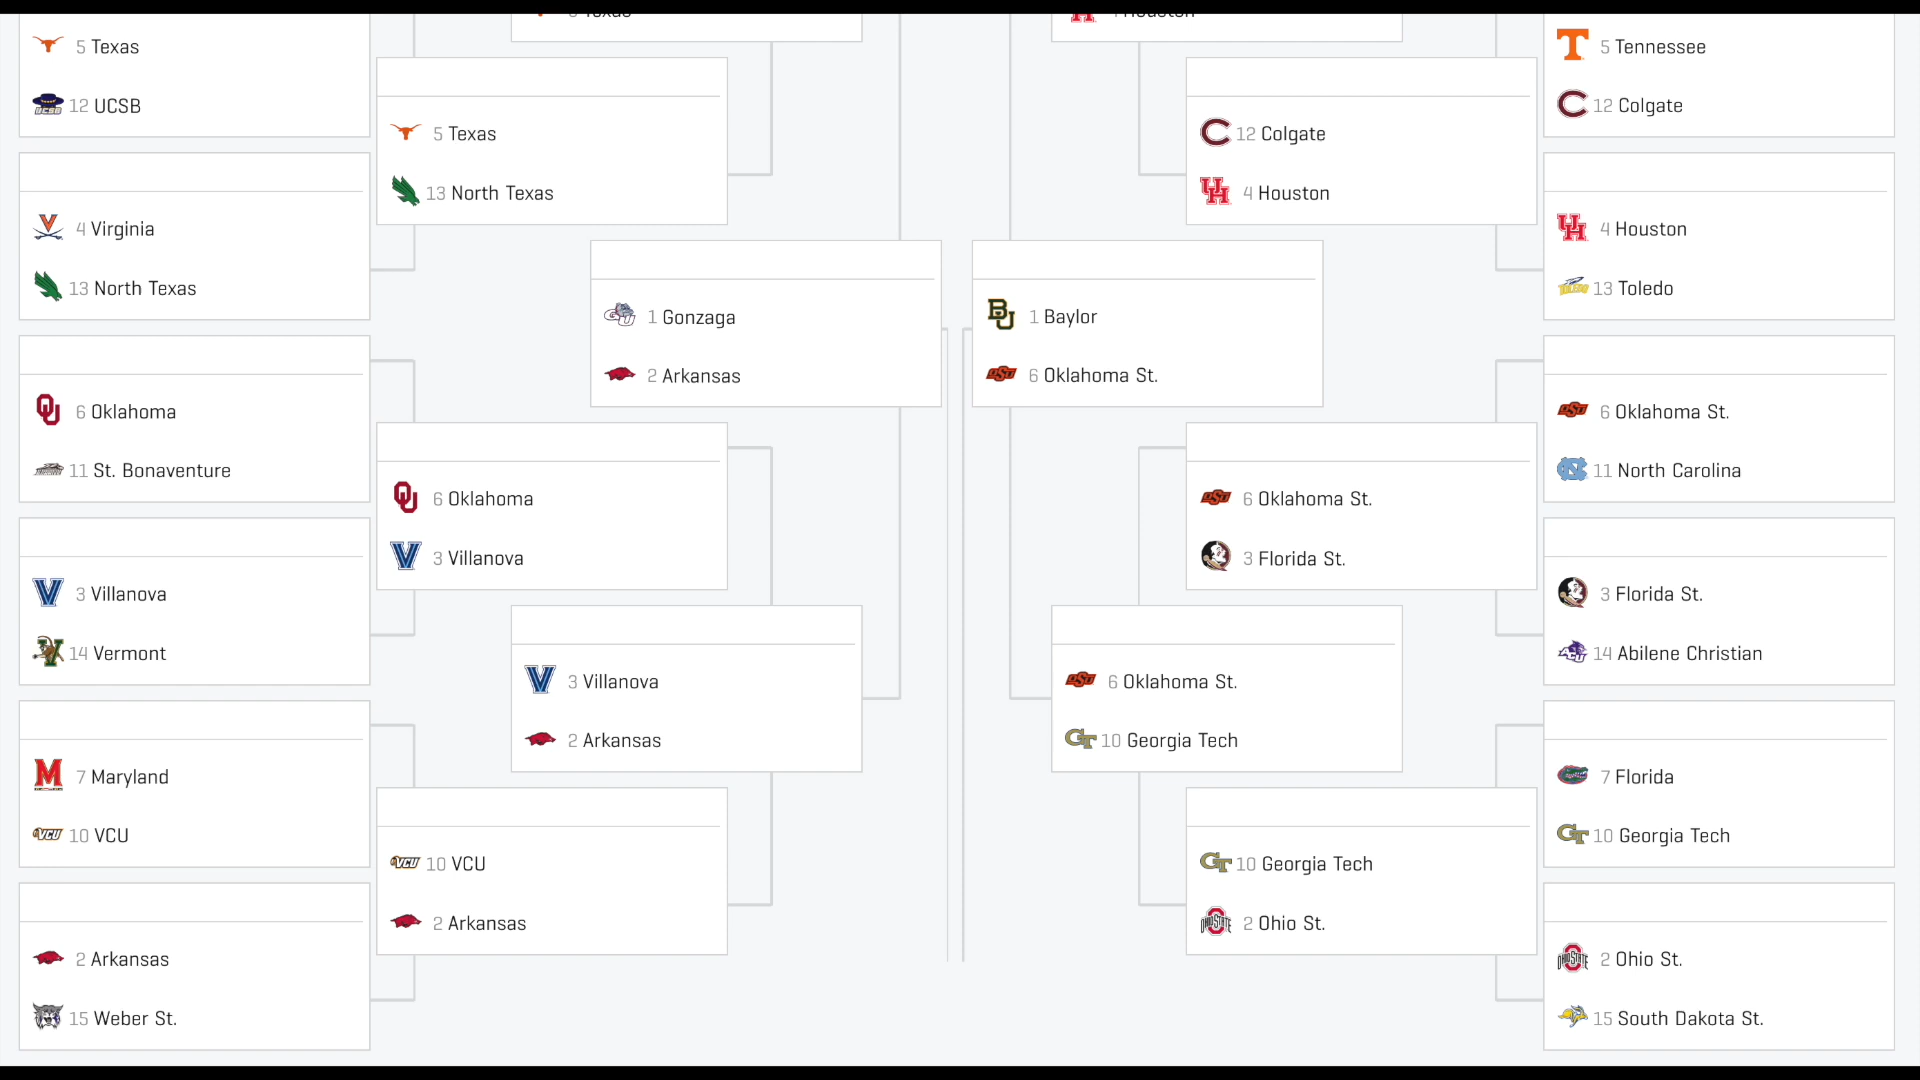 5 Texas
12 UCSB
4 Virginia
13 North Texas
6 Oklahoma
11 St. Bonaventure
3 Villanova
14 Vermont
7 Maryland
10 VCU
2 Arkansas
15 Weber St.
5 Texas
13 North Texas
6 Oklahoma
3 Villanova
10 VCU
2 Arkansas
Texas
3 Villanova
2 Arkansas
1 Gonzaga
2 Arkansas
1 Baylor
6 Oklahoma St.
Houston
6 Oklahoma St.
10 Georgia Tech
12 Colgate
4 Houston
6 Oklahoma St.
3 Florida St.
10 Georgia Tech
2 Ohio St.
5 Tennessee
12 Colgate
4 Houston
13 Toledo
6 Oklahoma St.
11 North Carolina
3 Florida St.
14 Abilene Christian
7 Florida
10 Georgia Tech
2 Ohio St.
15 South Dakota St.